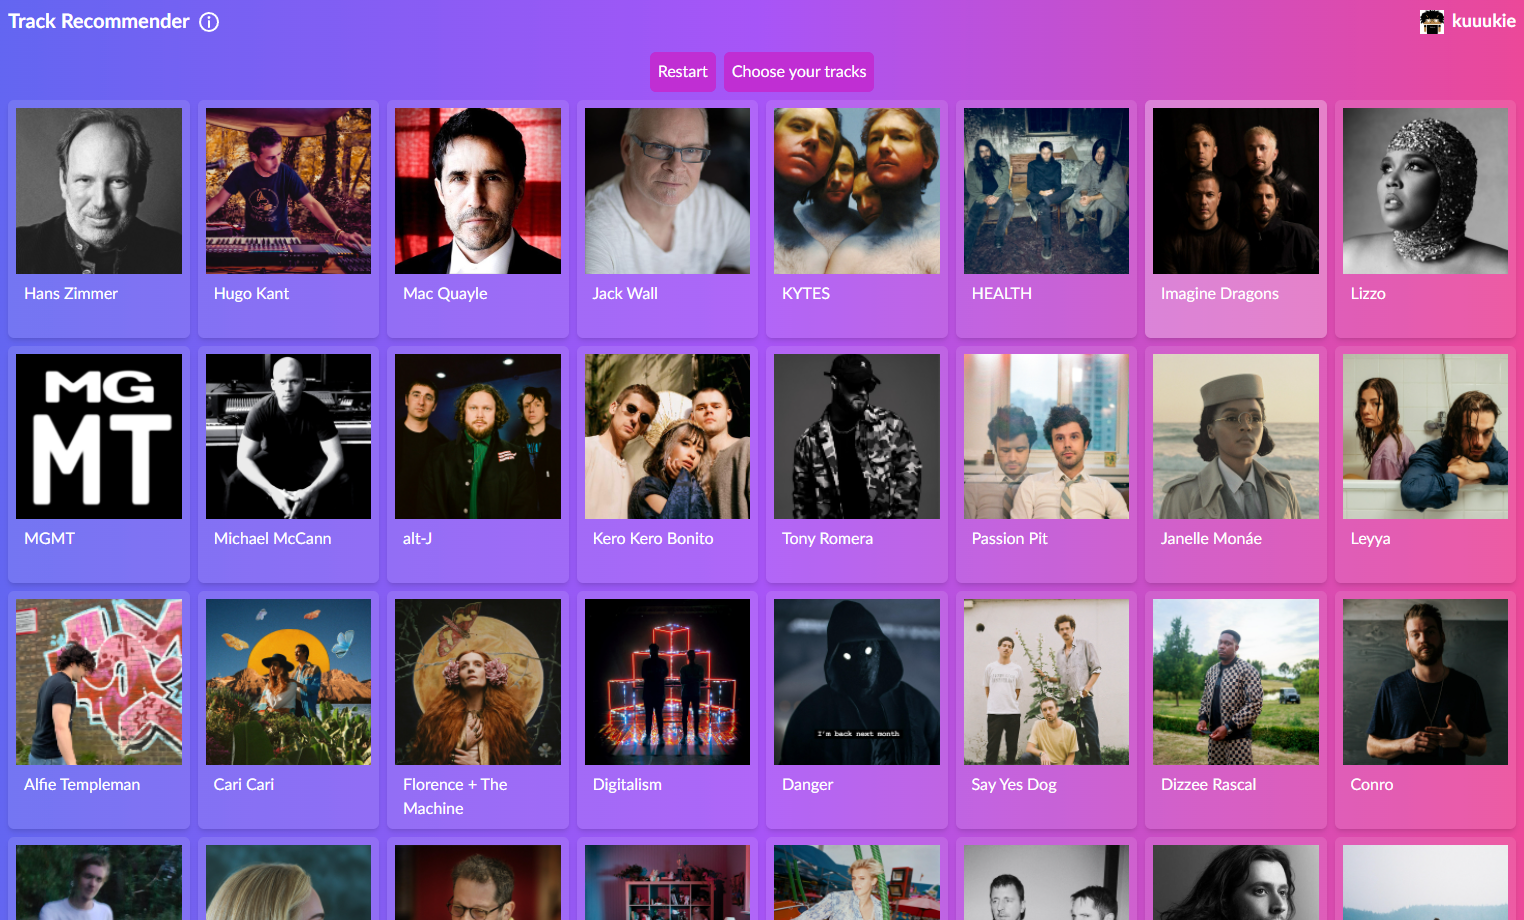 Track Recommender
kuuukie
Restart
Choose your tracks
Hans Zimmer
Hugo Kant
Mac Quayle
Jack Wall
KYTES
HEALTH
Imagine Dragons
Lizzo
MG
MT
MGMT
Michael McCann
alt-J
Kero Kero Bonito
Tony Romera
Passion Pit
Janelle Monáe
Leyya
I'm back next month
Alfie Templeman
Cari Cari
Florence + The
Machine
Digitalism
Danger
Say Yes Dog
Dizzee Rascal
Conro